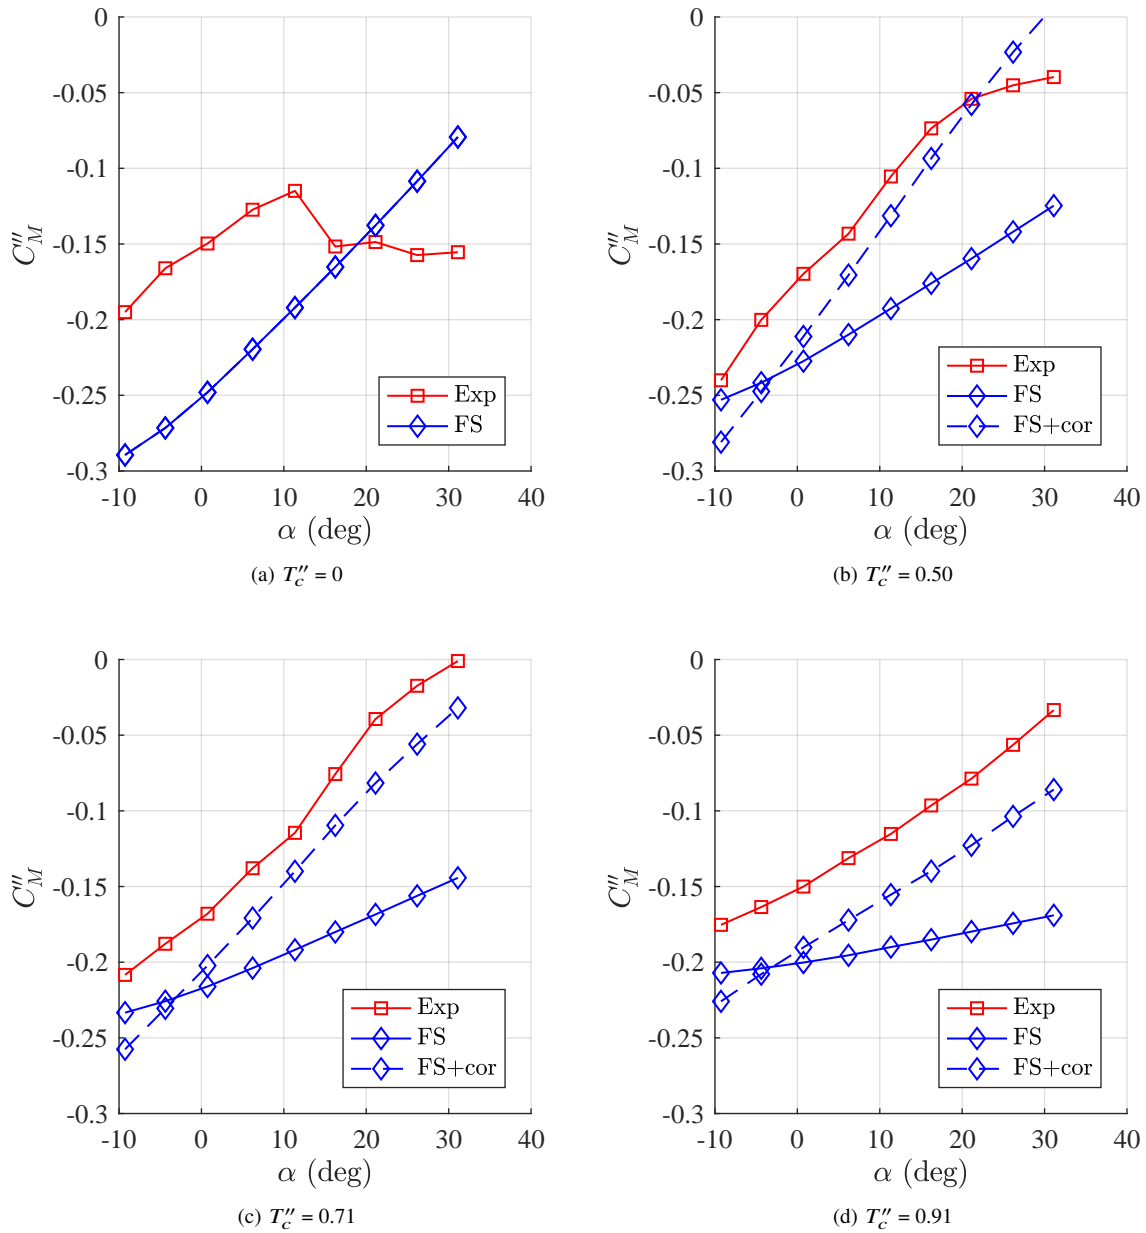 0
-0.05
-0.1
-0.15
-0.2
-0.25
-0.3
C'''_M
-10 0 10 20 30 40
α (deg)
Exp
FS
(a) T''_c = 0
0
-0.05
-0.1
-0.15
-0.2
-0.25
-0.3
C'''_M
-10 0 10 20 30 40
α (deg)
Exp
FS
FS+cor
(b) T''_c = 0.50
0
-0.05
-0.1
-0.15
-0.2
-0.25
-0.3
C'''_M
-10 0 10 20 30 40
α (deg)
Exp
FS
FS+cor
(c) T''_c = 0.71
0
-0.05
-0.1
-0.15
-0.2
-0.25
-0.3
C'''_M
-10 0 10 20 30 40
α (deg)
Exp
FS
FS+cor
(d) T''_c = 0.91